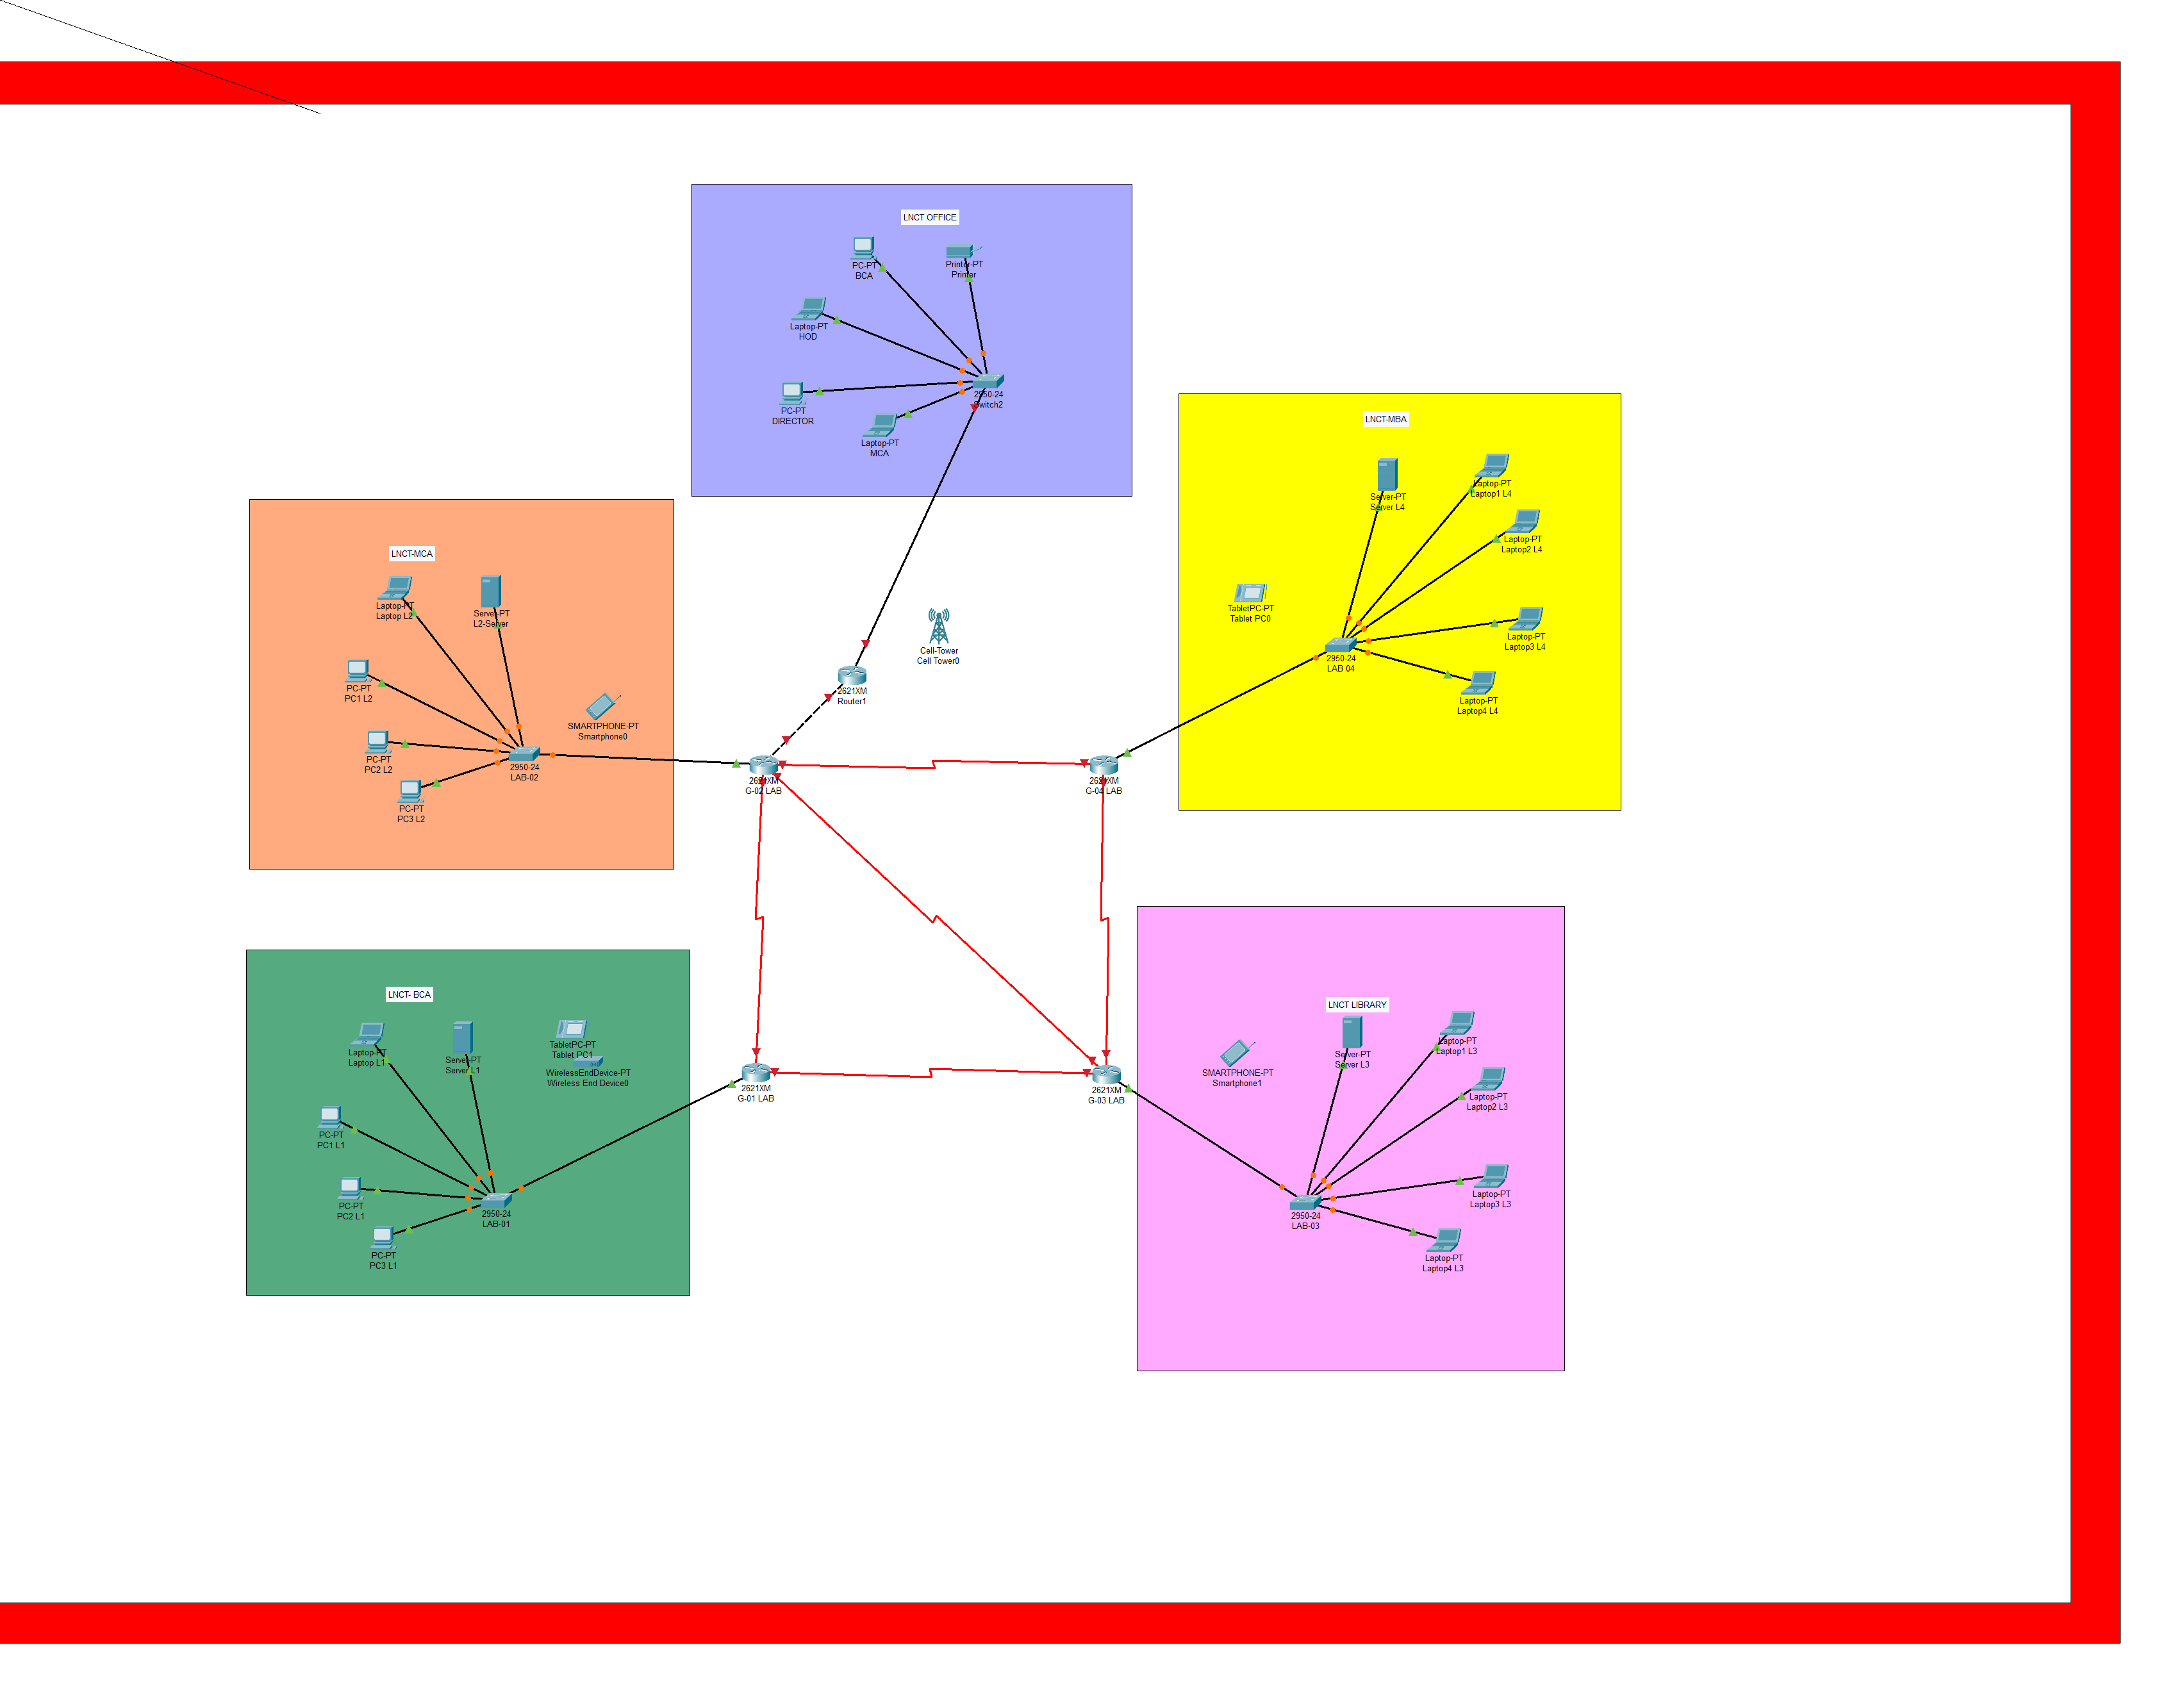 LNCT OFFICE
PC-PT
BCA
Printer-PT
Printer
Laptop-PT
HOD
PC-PT
DIRECTOR
Laptop-PT
MCA
2950-24
Switch2
LNCT-MBA
Server-PT
Server L4
Laptop-PT
Laptop1 L4
Laptop-PT
Laptop2 L4
TabletPC-PT
Tablet PC0
Laptop-PT
Laptop3 L4
2950-24
LAB 04
Laptop-PT
Laptop4 L4
LNCT-MCA
Laptop-PT
Laptop L2
Server-PT
L2-Server
PC-PT
PC1 L2
SMARTPHONE-PT
Smartphone0
PC-PT
PC2 L2
2950-24
LAB-02
PC-PT
PC3 L2
Cell-Tower
Cell Tower0
2621XM
Router1
2621XM
G-02 LAB
2621XM
G-04 LAB
LNCT- BCA
Laptop-PT
Laptop L1
Server-PT
Server L1
TabletPC-PT
Tablet PC1
WirelessEndDevice-PT
Wireless End Device0
PC-PT
PC1 L1
PC-PT
PC2 L1
2950-24
LAB-01
PC-PT
PC3 L1
2621XM
G-01 LAB
2621XM
G-03 LAB
LNCT LIBRARY
Server-PT
Server L3
Laptop-PT
Laptop1 L3
SMARTPHONE-PT
Smartphone1
Laptop-PT
Laptop2 L3
Laptop-PT
Laptop3 L3
2950-24
LAB-03
Laptop-PT
Laptop4 L3